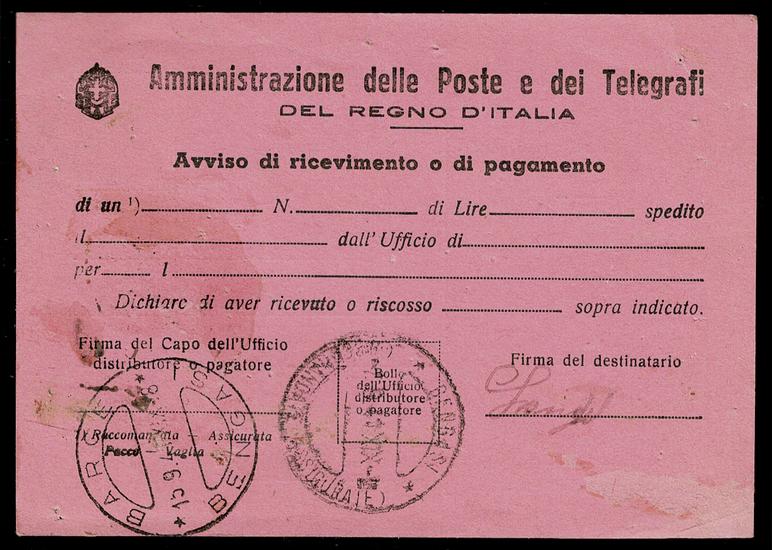 Amministrazione delle Poste e dei Telegrafi
DEL REGNO D'ITALIA
Avviso di ricevimento o di pagamento
di un ¹) N. di Lire spedito
il dall' Ufficio di
per l
Dichiaro di aver ricevuto o riscosso sopra indicato.
Firma del Capo dell'Ufficio
distributore o pagatore
Bollo
dell'Ufficio
distributore
o pagatore
Firma del destinatario
1) Raccomandata — Assicurata
Pacco — Vaglia
BARCE
BENGASI
BENGASI